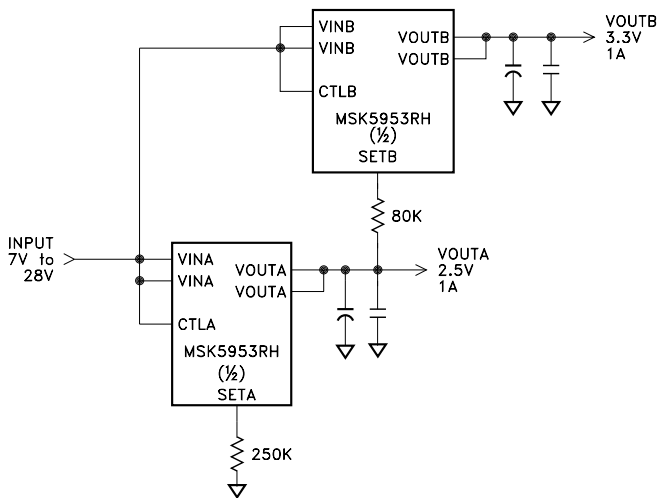 VINB
VINB
CTLB
VOUTB
VOUTB
MSK5953RH
(½)
SETB
VOUTB
3.3V
1A
80K
INPUT
7V to
28V
VINA
VINA
CTLA
VOUTA
VOUTA
MSK5953RH
(½)
SETA
VOUTA
2.5V
1A
250K